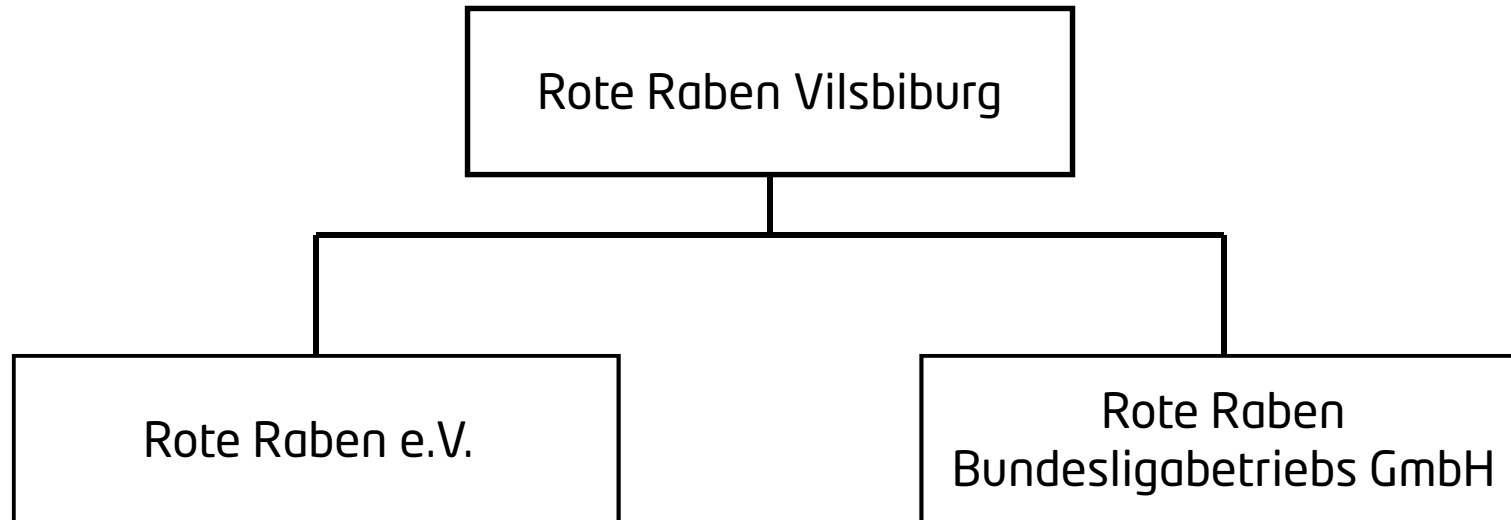 Rote Raben Vilsbiburg
Rote Raben e.V.
Rote Raben
Bundesligabetriebs GmbH